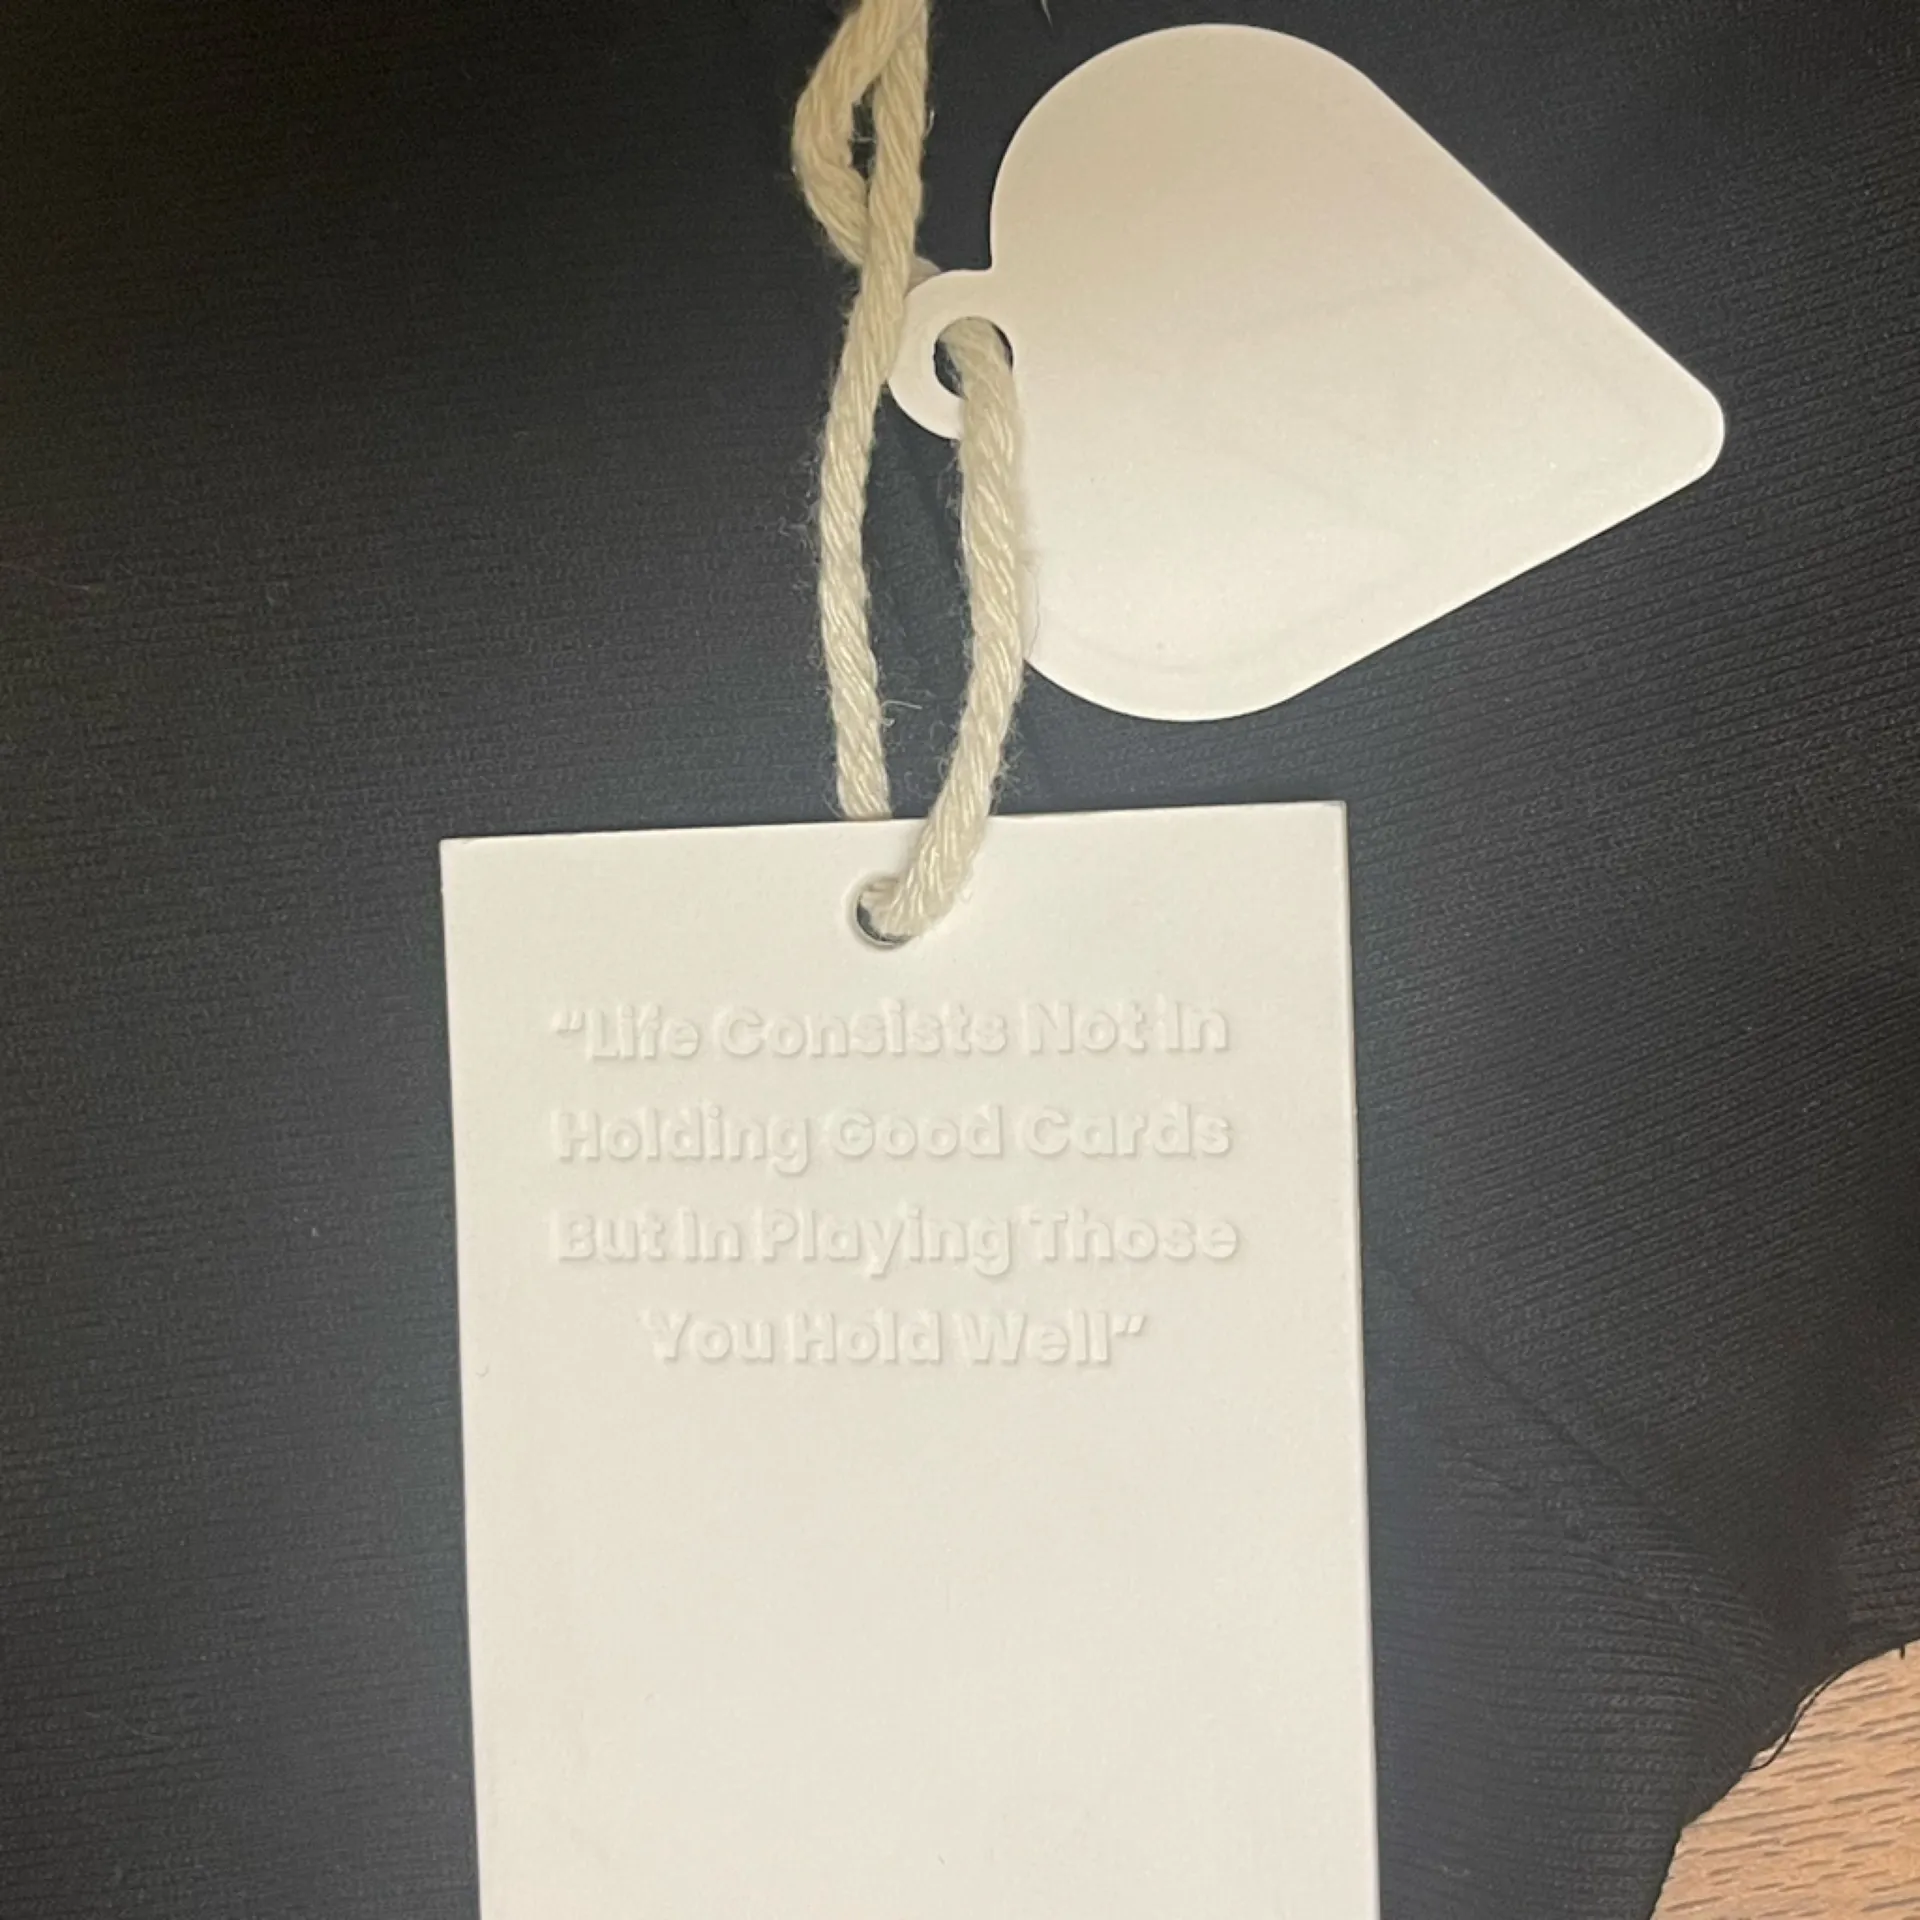 “Life Consists Not In
Holding Good Cards
But In Playing Those
You Hold Well”